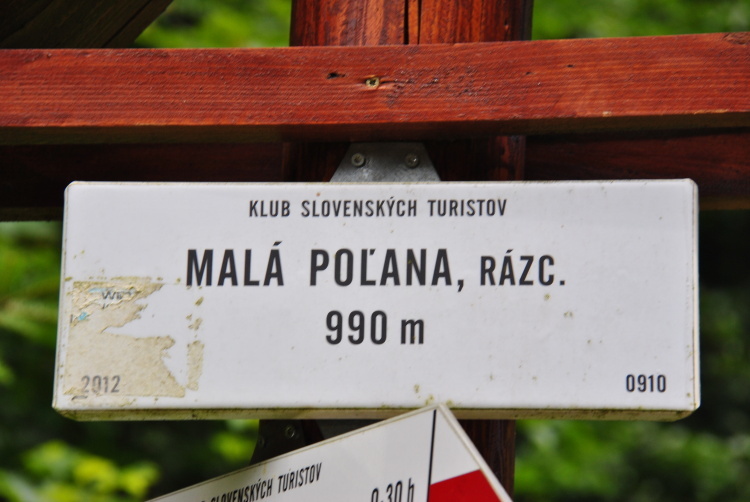 KLUB SLOVENSKÝCH TURISTOV
MALÁ POĽANA, RÁZC.
990 m
2012
0910
SLOVENSKÝCH TURISTOV
0,30 h